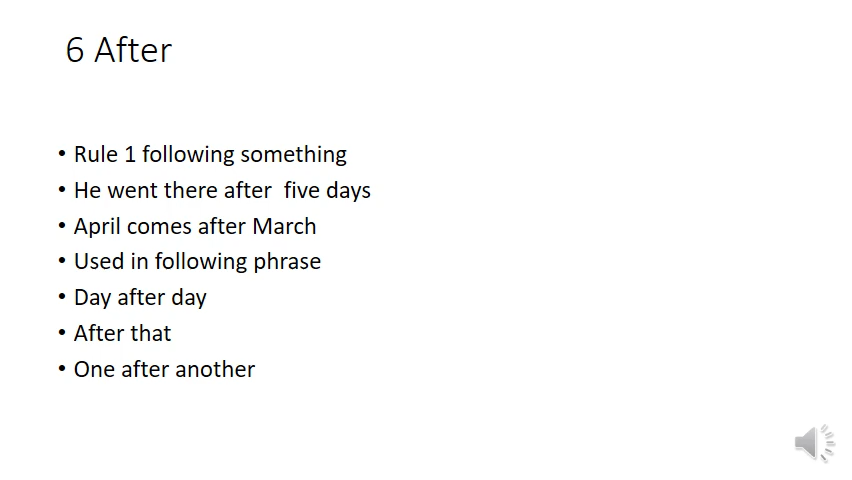 6 After
• Rule 1 following something
• He went there after  five days
• April comes after March
• Used in following phrase
• Day after day
• After that
• One after another